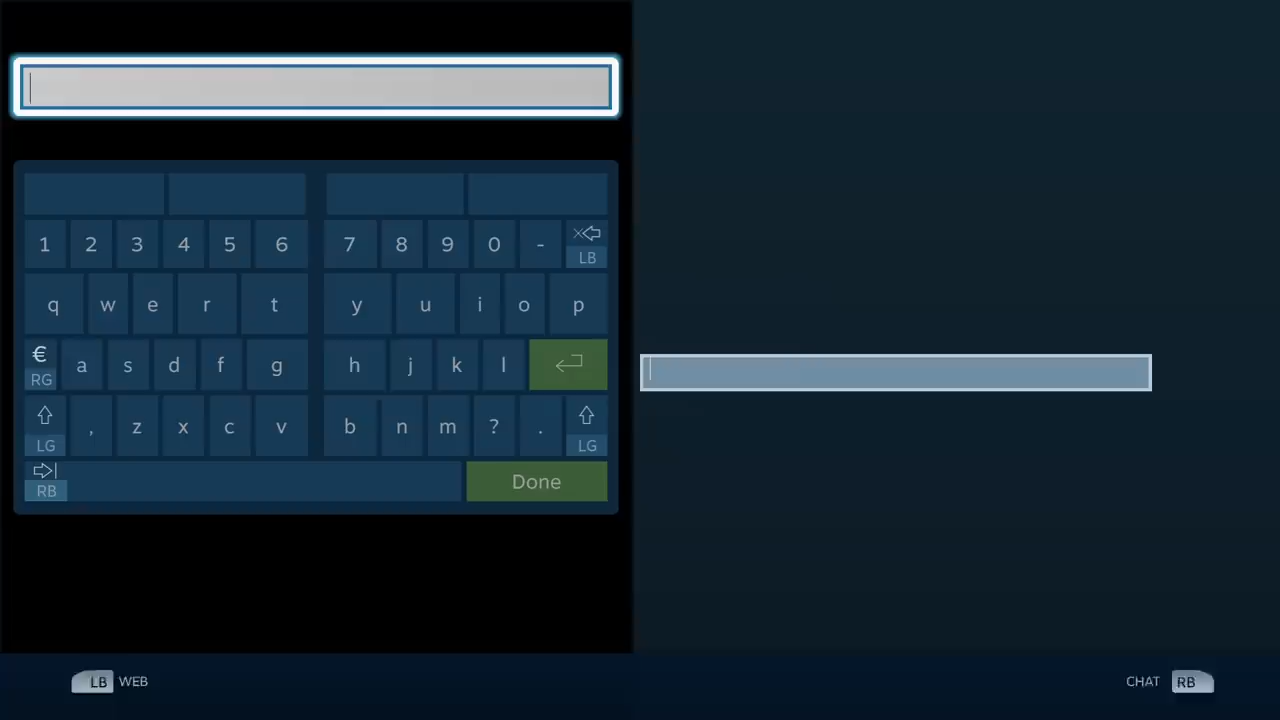 1 2 3 4 5 6 7 8 9 0 -
LB
q w e r t y u i o p
€ a s d f g h j k l
RG
, z x c v b n m ? .
LG LG
RB Done
LB WEB CHAT RB